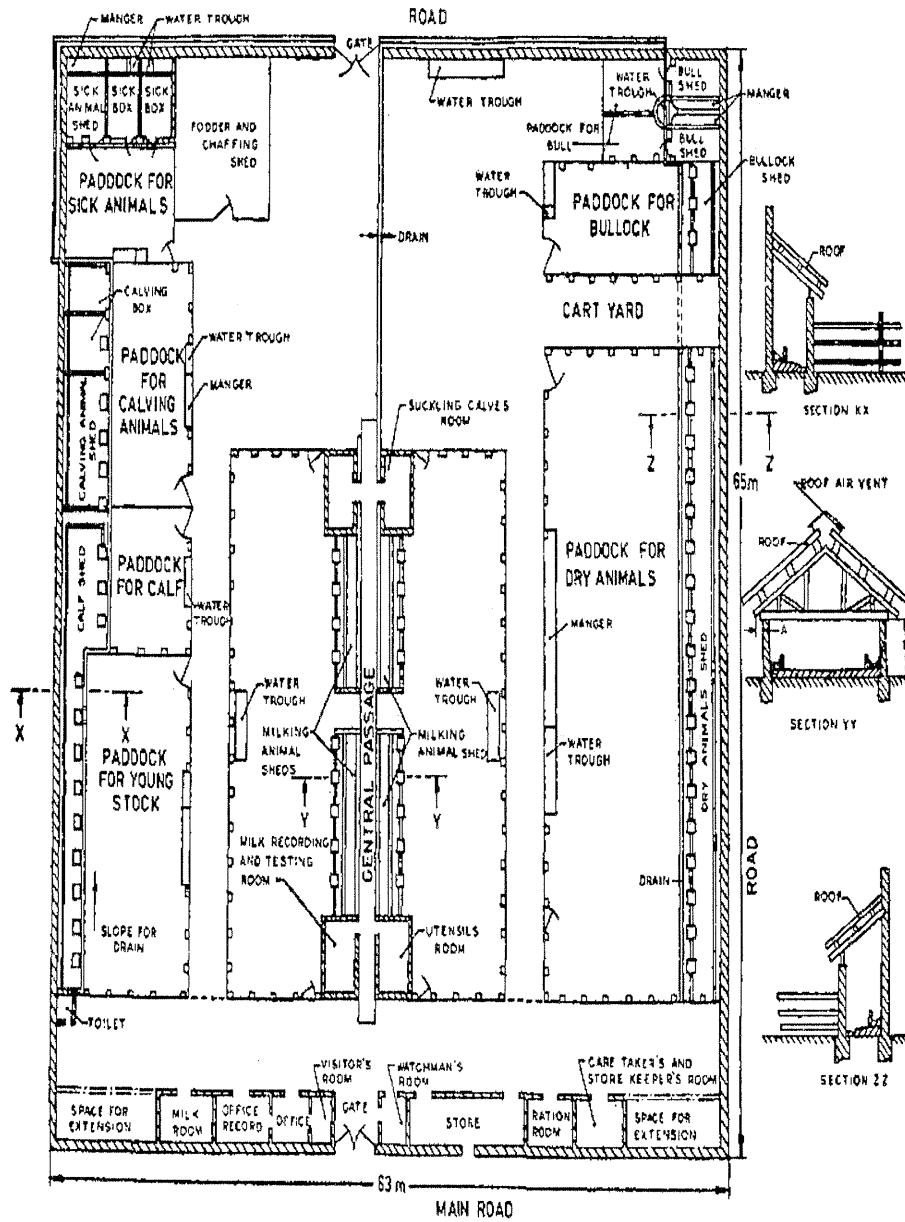 ROAD
MANGER
WATER TROUGH
GATE
SICK
ANIMAL
SHED
SICK
BOX
SICK
BOX
FODDER AND
CHAFFING
SHED
WATER TROUGH
WATER
TROUGH
BULL
SHED
MANGER
PADDOCK FOR
BULL
BULL
SHED
BULLOCK
SHED
PADDOCK FOR
SICK ANIMALS
WATER
TROUGH
PADDOCK FOR
BULLOCK
DRAIN
ROOF
CALVING
BOX
CART YARD
WATER TROUGH
PADDOCK
FOR
CALVING
ANIMALS
MANGER
SUCKLING CALVES
ROOM
SECTION XX
CALVING ANIMAL
SHED
Z
Z
65m
ROOF AIR VENT
ROOF
PADDOCK
FOR CALF
CALF SHED
WATER
TROUGH
PADDOCK FOR
DRY ANIMALS
MANGER
A
DRY ANIMALS SHED
WATER
TROUGH
WATER
TROUGH
X
X
MILKING
ANIMAL
SHEDS
MILKING
ANIMAL SHED
CENTRAL PASSAGE
WATER
TROUGH
SECTION YY
PADDOCK
FOR YOUNG
STOCK
Y
Y
MILK RECORDING
AND TESTING
ROOM
DRAIN
ROAD
ROOF
SLOPE FOR
DRAIN
UTENSILS
ROOM
TOILET
SECTION ZZ
VISITOR'S
ROOM
WATCHMAN'S
ROOM
CARE TAKER'S AND
STORE KEEPER'S ROOM
SPACE FOR
EXTENSION
MILK
ROOM
OFFICE
RECORD
OFFICE
GATE
STORE
RATION
ROOM
SPACE FOR
EXTENSION
63m
MAIN ROAD